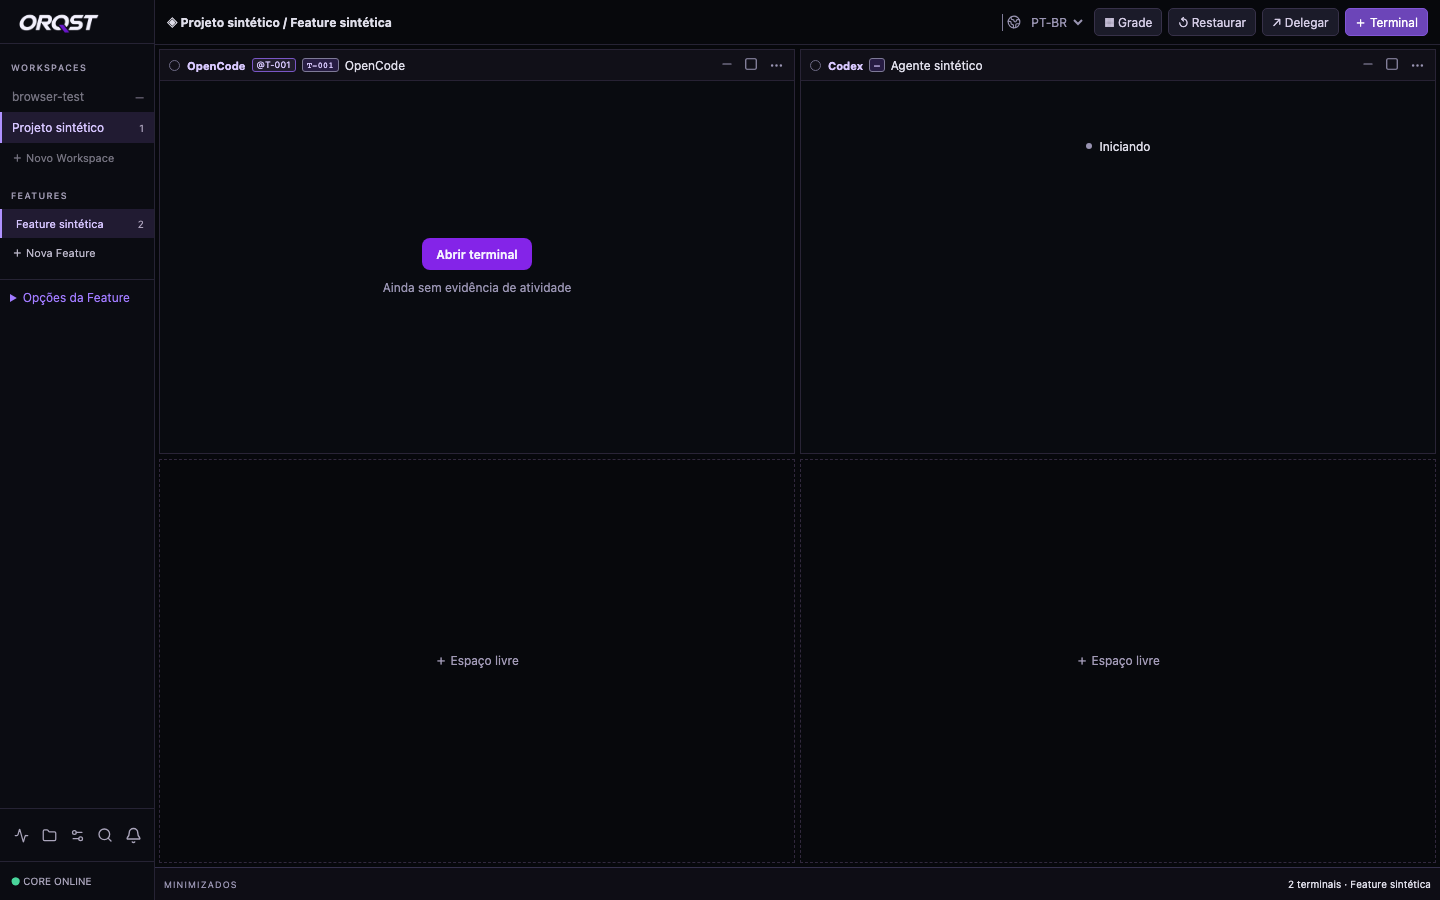 ORQST
◈ Projeto sintético / Feature sintética
PT-BR
Grade
Restaurar
Delegar
+ Terminal
WORKSPACES
browser-test –
Projeto sintético 1
+ Novo Workspace
FEATURES
Feature sintética 2
+ Nova Feature
Opções da Feature
CORE ONLINE
OpenCode @T-001 T-001 OpenCode
Abrir terminal
Ainda sem evidência de atividade
Codex – Agente sintético
Iniciando
+ Espaço livre
+ Espaço livre
MINIMIZADOS
2 terminais · Feature sintética